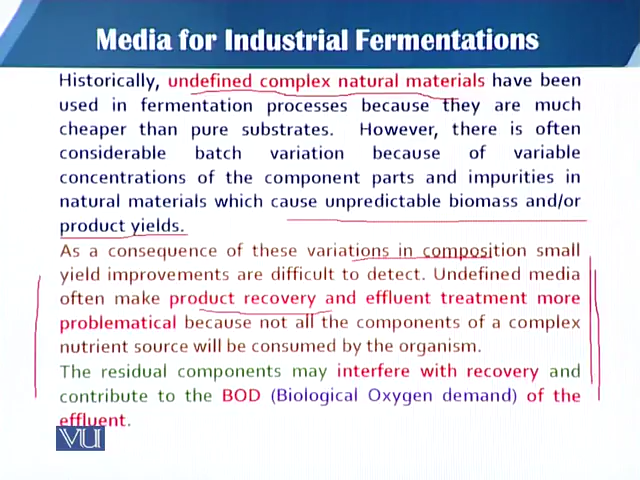 Media for Industrial Fermentations
Historically, undefined complex natural materials have been
used in fermentation processes because they are much
cheaper than pure substrates. However, there is often
considerable batch variation because of variable
concentrations of the component parts and impurities in
natural materials which cause unpredictable biomass and/or
product yields.
As a consequence of these variations in composition small
yield improvements are difficult to detect. Undefined media
often make product recovery and effluent treatment more
problematical because not all the components of a complex
nutrient source will be consumed by the organism.
The residual components may interfere with recovery and
contribute to the BOD (Biological Oxygen demand) of the
effluent.
VU